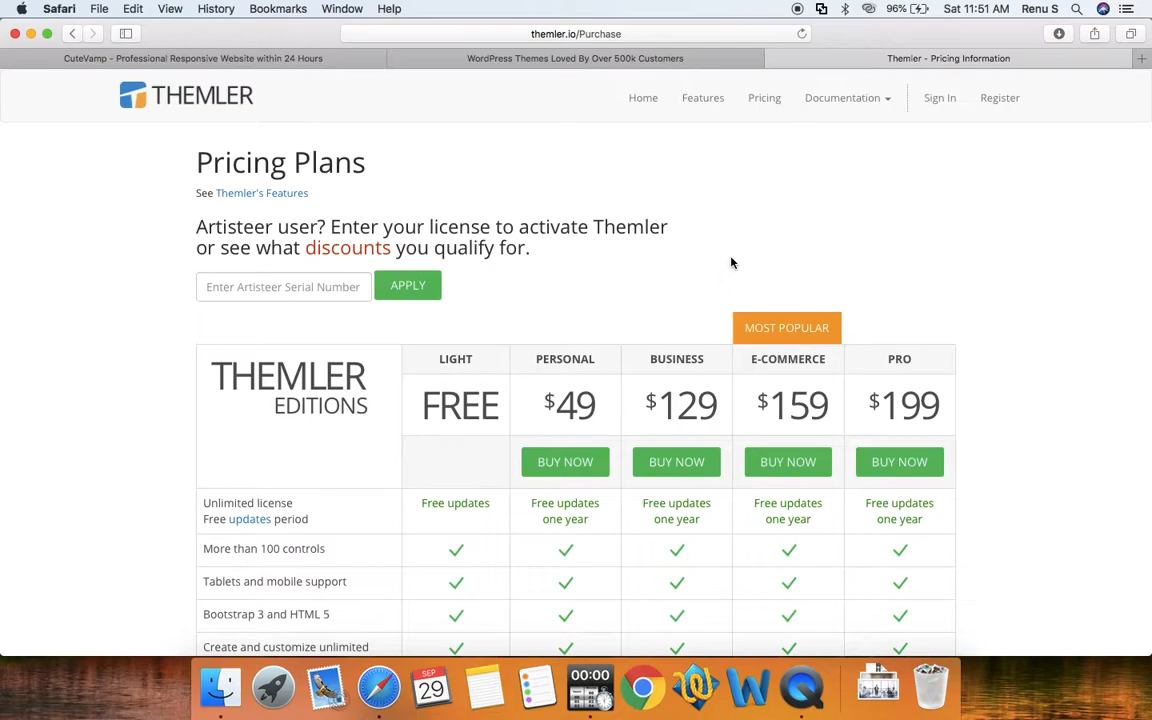 Safari File Edit View History Bookmarks Window Help 96% Sat 11:51 AM Renu S
themler.io/Purchase
CuteVamp - Professional Responsive Website within 24 Hours WordPress Themes Loved By Over 500k Customers Themler - Pricing Information
THEMLER Home Features Pricing Documentation Sign In Register
Pricing Plans
See Themler's Features
Artisteer user? Enter your license to activate Themler
or see what discounts you qualify for.
Enter Artisteer Serial Number APPLY
MOST POPULAR
LIGHT PERSONAL BUSINESS E-COMMERCE PRO
THEMLER
EDITIONS
FREE $49 $129 $159 $199
BUY NOW BUY NOW BUY NOW BUY NOW
Unlimited license Free updates Free updates Free updates Free updates Free updates
Free updates period one year one year one year one year
More than 100 controls
Tablets and mobile support
Bootstrap 3 and HTML 5
Create and customize unlimited
SEP
29
00:00